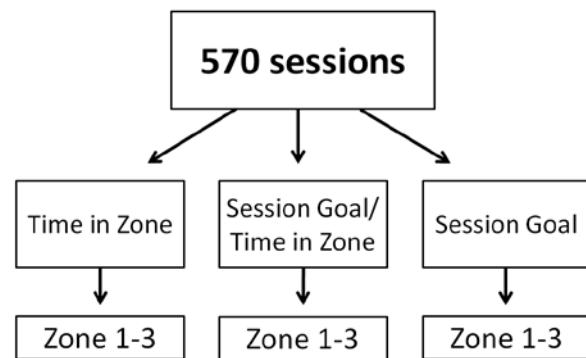 570 sessions
Time in Zone
Session Goal/
Time in Zone
Session Goal
Zone 1-3
Zone 1-3
Zone 1-3